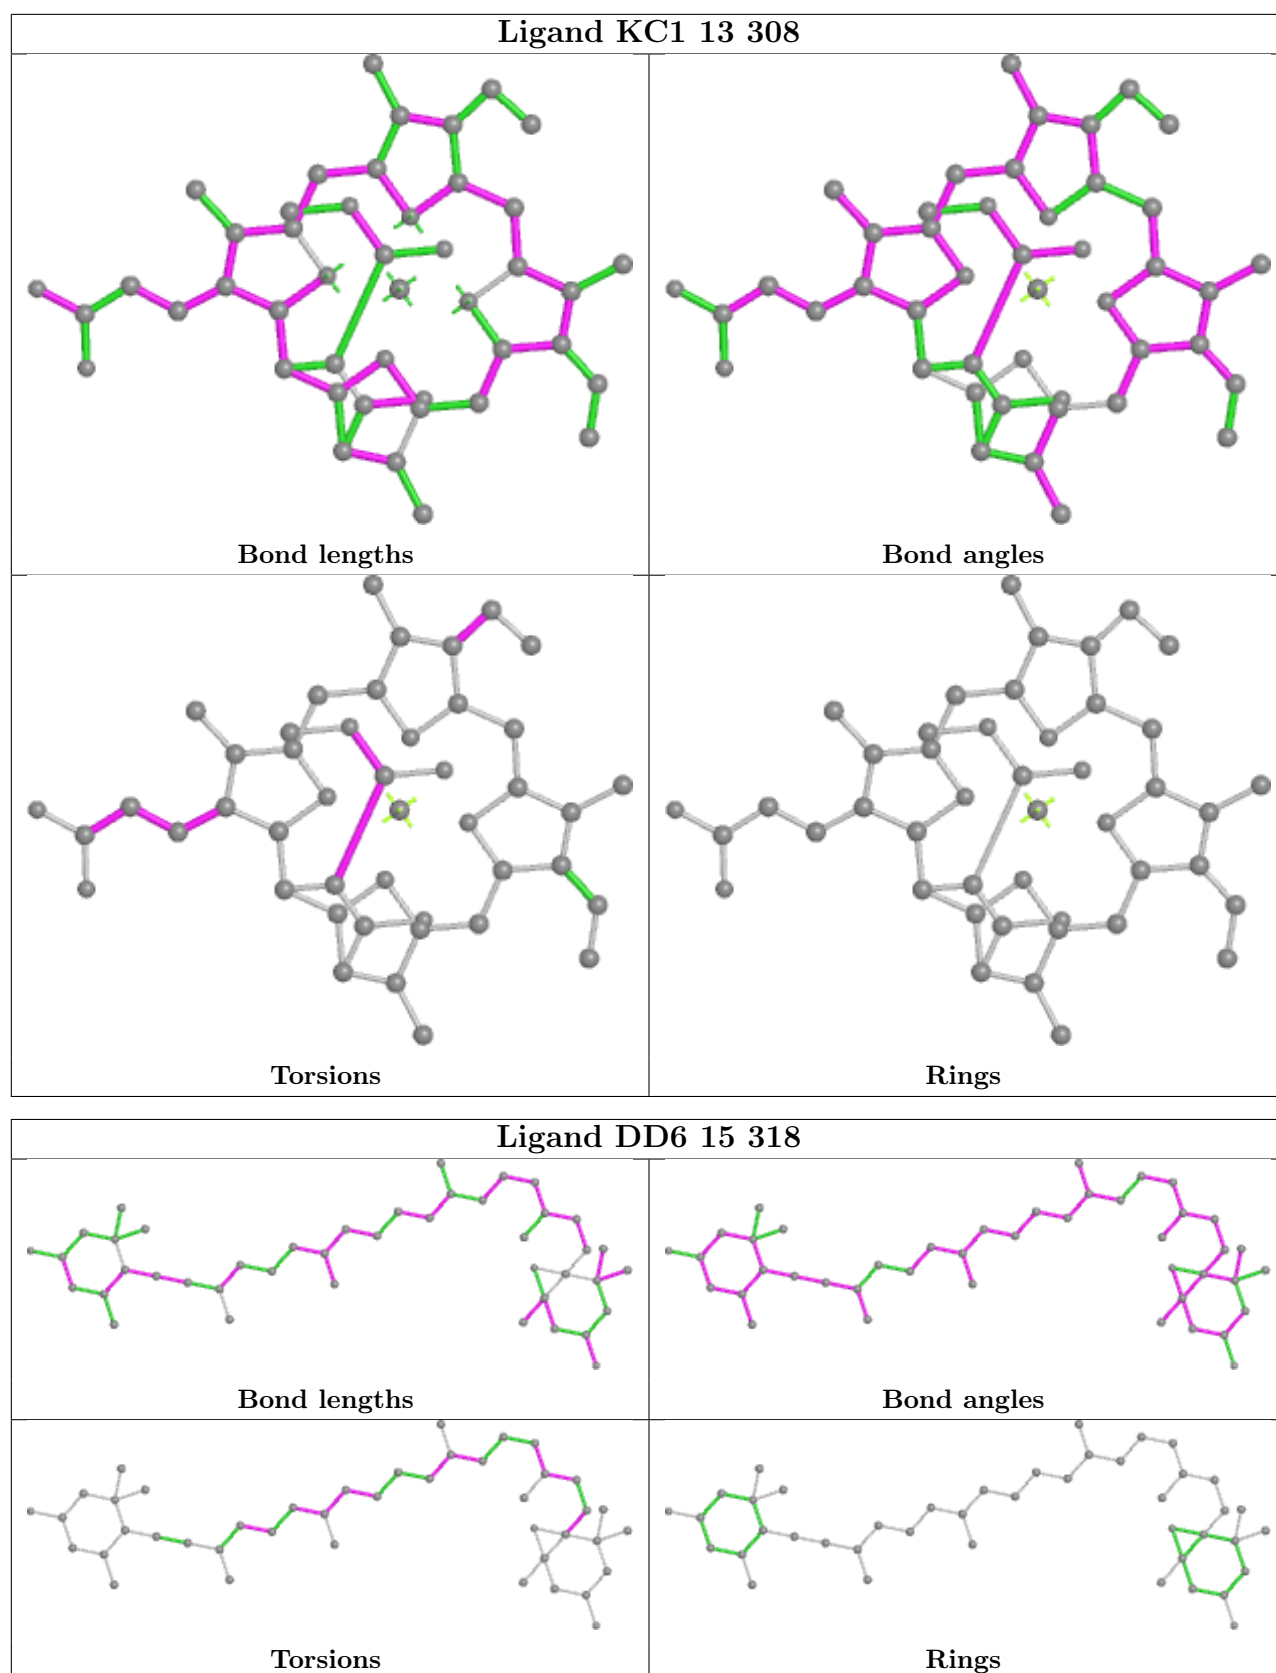 Ligand KC1 13 308
Bond lengths
Bond angles
Torsions
Rings
Ligand DD6 15 318
Bond lengths
Bond angles
Torsions
Rings